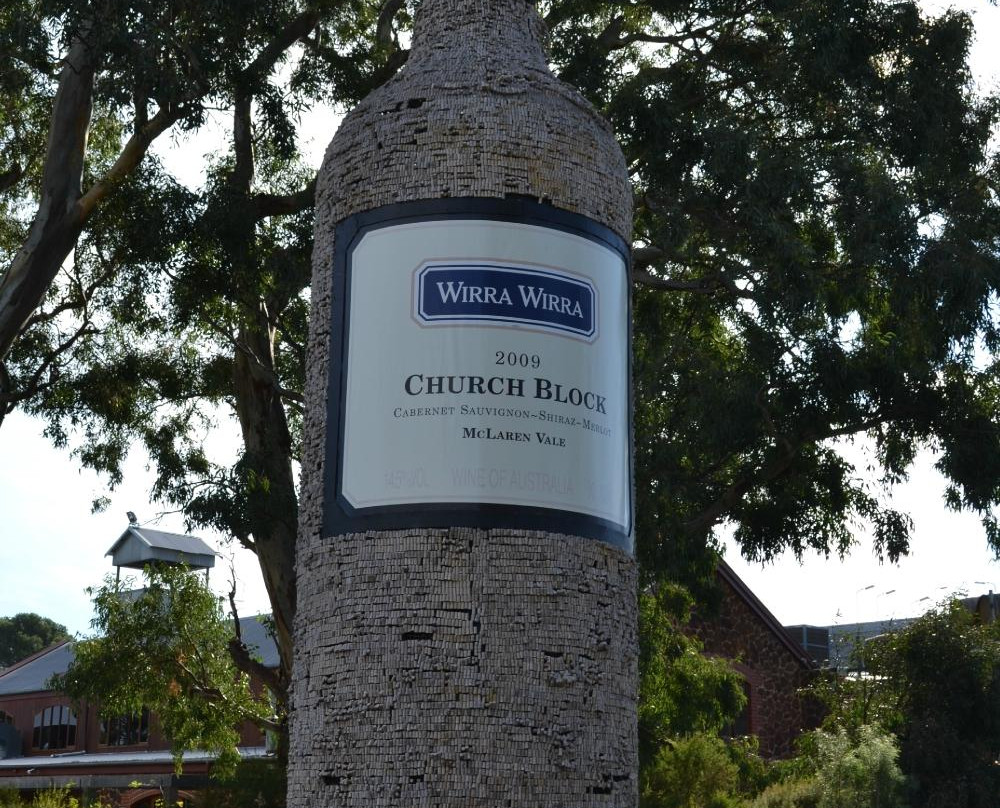 WIRRA WIRRA
2009
CHURCH BLOCK
CABERNET SAUVIGNON~SHIRAZ~MERLOT
MCLAREN VALE
WINE OF AUSTRALIA